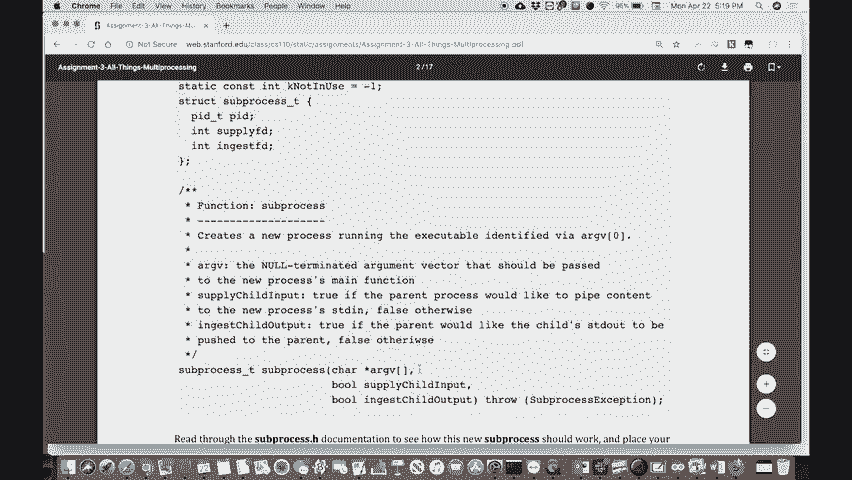 Chrome File Edit View History Bookmarks People Window Help
95% Mon Apr 22 5:19 PM
Assignment-3-All-Things-Mul...
Not Secure web.stanford.edu/class/cs110/static/assignments/Assignment-3-All-Things-Multiprocessing.pdf
Assignment-3-All-Things-Multiprocessing
2 / 17
static const int kNotInUse = -1;
struct subprocess_t {
pid_t pid;
int supplyfd;
int ingestfd;
};
/**
* Function: subprocess
* --------------------
* Creates a new process running the executable identified via argv[0].
*
* argv: the NULL-terminated argument vector that should be passed
* to the new process's main function
* supplyChildInput: true if the parent process would like to pipe content
* to the new process's stdin, false otherwise
* ingestChildOutput: true if the parent would like the child's stdout to be
* pushed to the parent, false otheriwse
*/
subprocess_t subprocess(char *argv[],
bool supplyChildInput,
bool ingestChildOutput) throw (SubprocessException);
Read through the subprocess.h documentation to see how this new subprocess should work, and place your